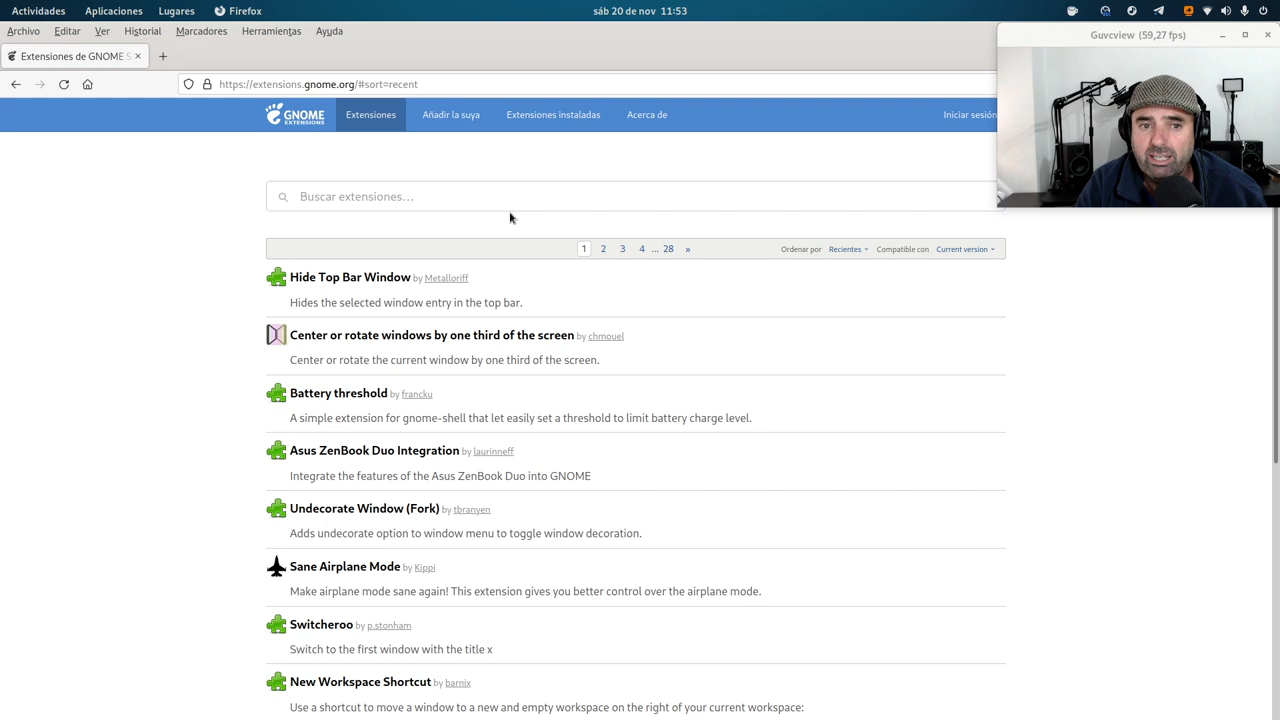 Actividades Aplicaciones Lugares Firefox sáb 20 de nov 11:53
Archivo Editar Ver Historial Marcadores Herramientas Ayuda
Guvcview (59,27 fps)
Extensiones de GNOME S
https://extensions.gnome.org/#sort=recent
GNOME EXTENSIONS Extensiones Añadir la suya Extensiones instaladas Acerca de Iniciar sesión
Buscar extensiones...
1 2 3 4 ... 28 » Ordenar por Recientes Compatible con Current version
Hide Top Bar Window by Metalloriff
Hides the selected window entry in the top bar.
Center or rotate windows by one third of the screen by chmouel
Center or rotate the current window by one third of the screen.
Battery threshold by francku
A simple extension for gnome-shell that let easily set a threshold to limit battery charge level.
Asus ZenBook Duo Integration by laurinneff
Integrate the features of the Asus ZenBook Duo into GNOME
Undecorate Window (Fork) by tbranyen
Adds undecorate option to window menu to toggle window decoration.
Sane Airplane Mode by Kippi
Make airplane mode sane again! This extension gives you better control over the airplane mode.
Switcheroo by p.stonham
Switch to the first window with the title x
New Workspace Shortcut by barnix
Use a shortcut to move a window to a new and empty workspace on the right of your current workspace: